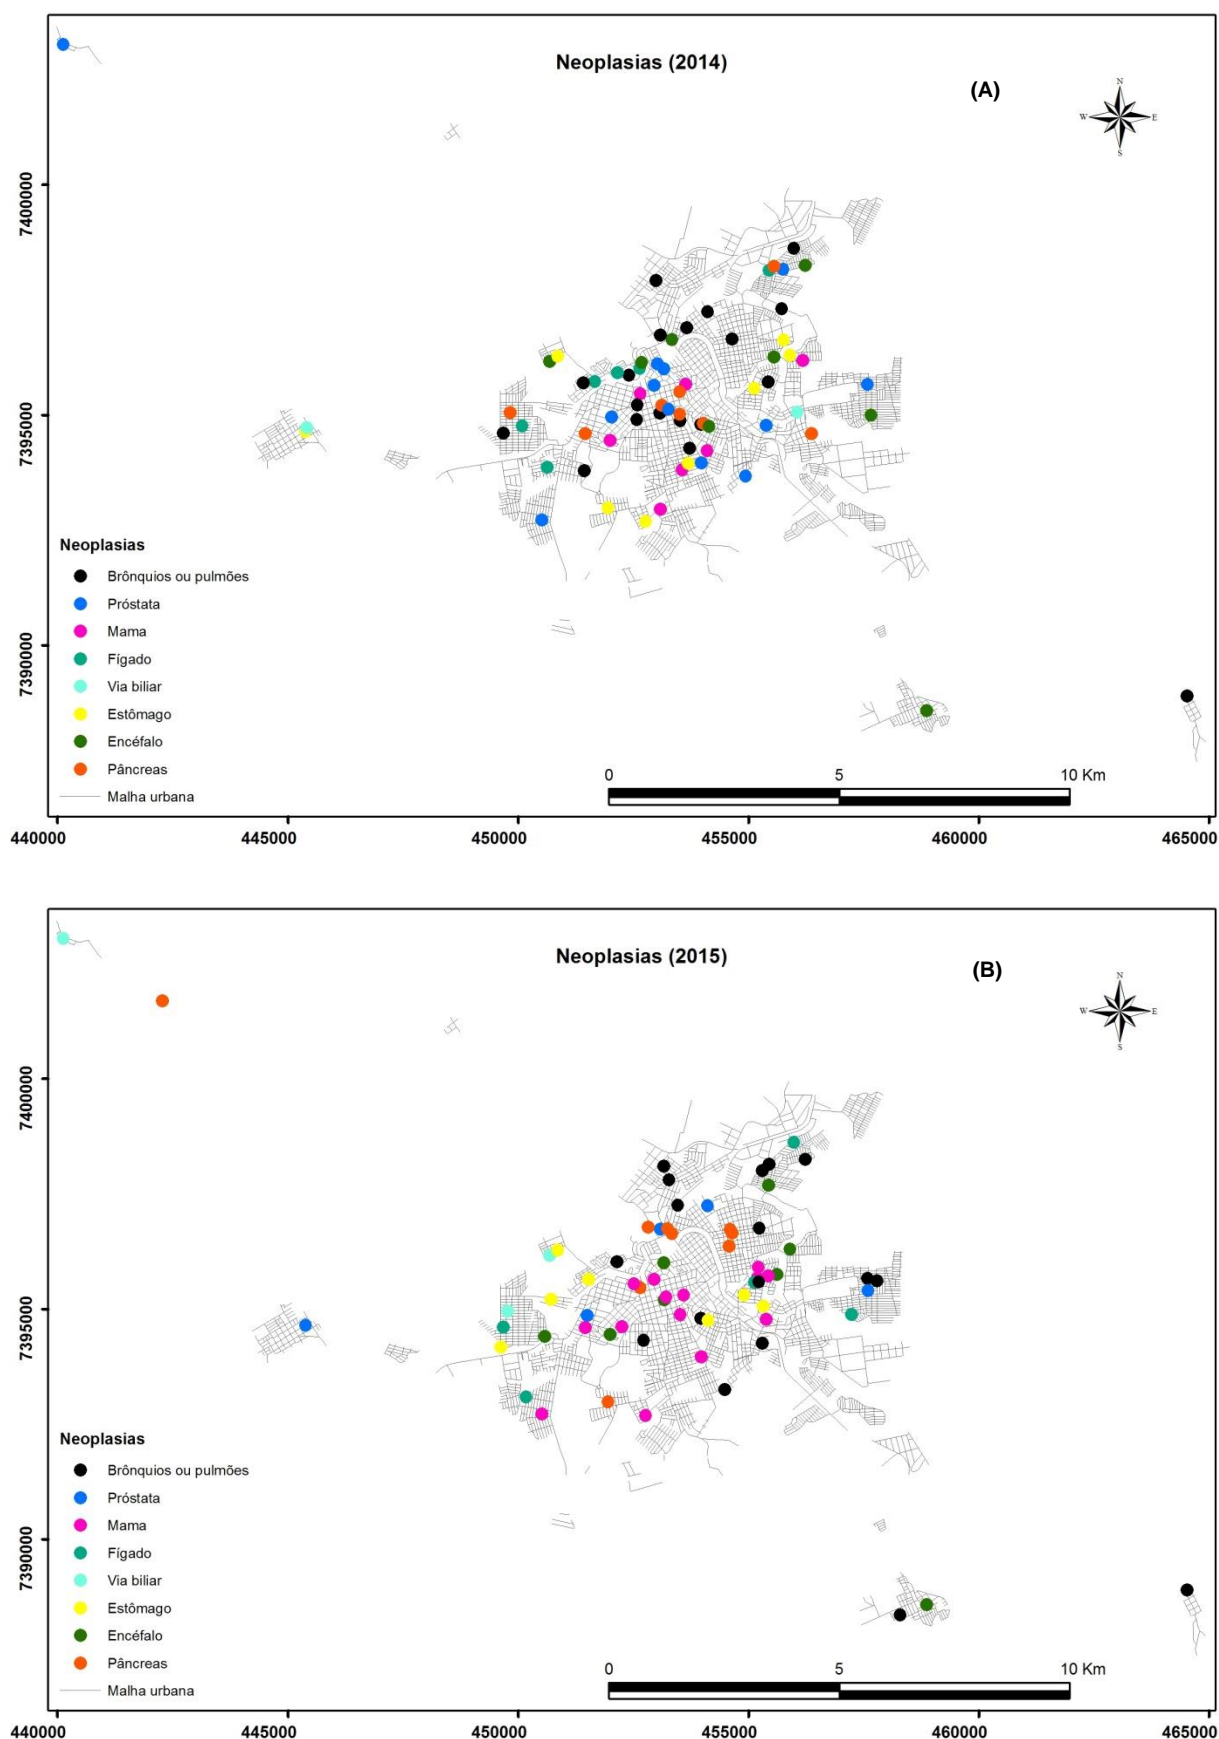 Neoplasias (2014)
(A)
N
W
E
S
7400000
7395000
7390000
Neoplasias
Brônquios ou pulmões
Próstata
Mama
Fígado
Via biliar
Estômago
Encéfalo
Pâncreas
Malha urbana
0 5 10 Km
440000 445000 450000 455000 460000 465000
Neoplasias (2015)
(B)
N
W
E
S
7400000
7395000
7390000
Neoplasias
Brônquios ou pulmões
Próstata
Mama
Fígado
Via biliar
Estômago
Encéfalo
Pâncreas
Malha urbana
0 5 10 Km
440000 445000 450000 455000 460000 465000